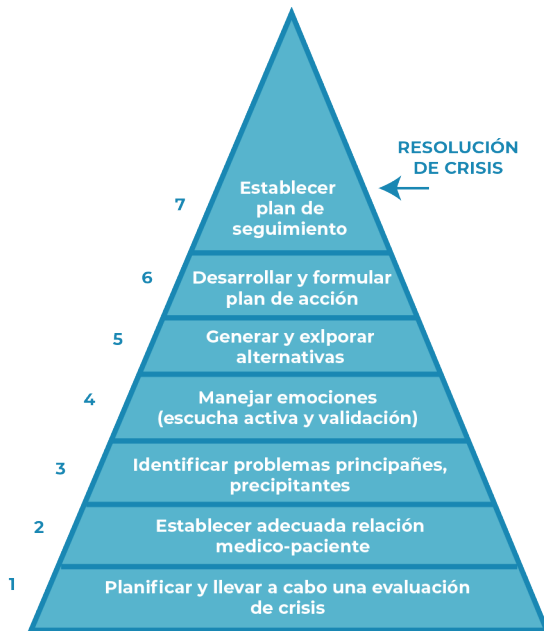 RESOLUCIÓN
DE CRISIS
7
Establecer
plan de
seguimiento
6
Desarrollar y formular
plan de acción
5
Generar y exlporar
alternativas
4
Manejar emociones
(escucha activa y validación)
3
Identificar problemas principañes,
precipitantes
2
Establecer adecuada relación
medico-paciente
1
Planificar y llevar a cabo una evaluación
de crisis